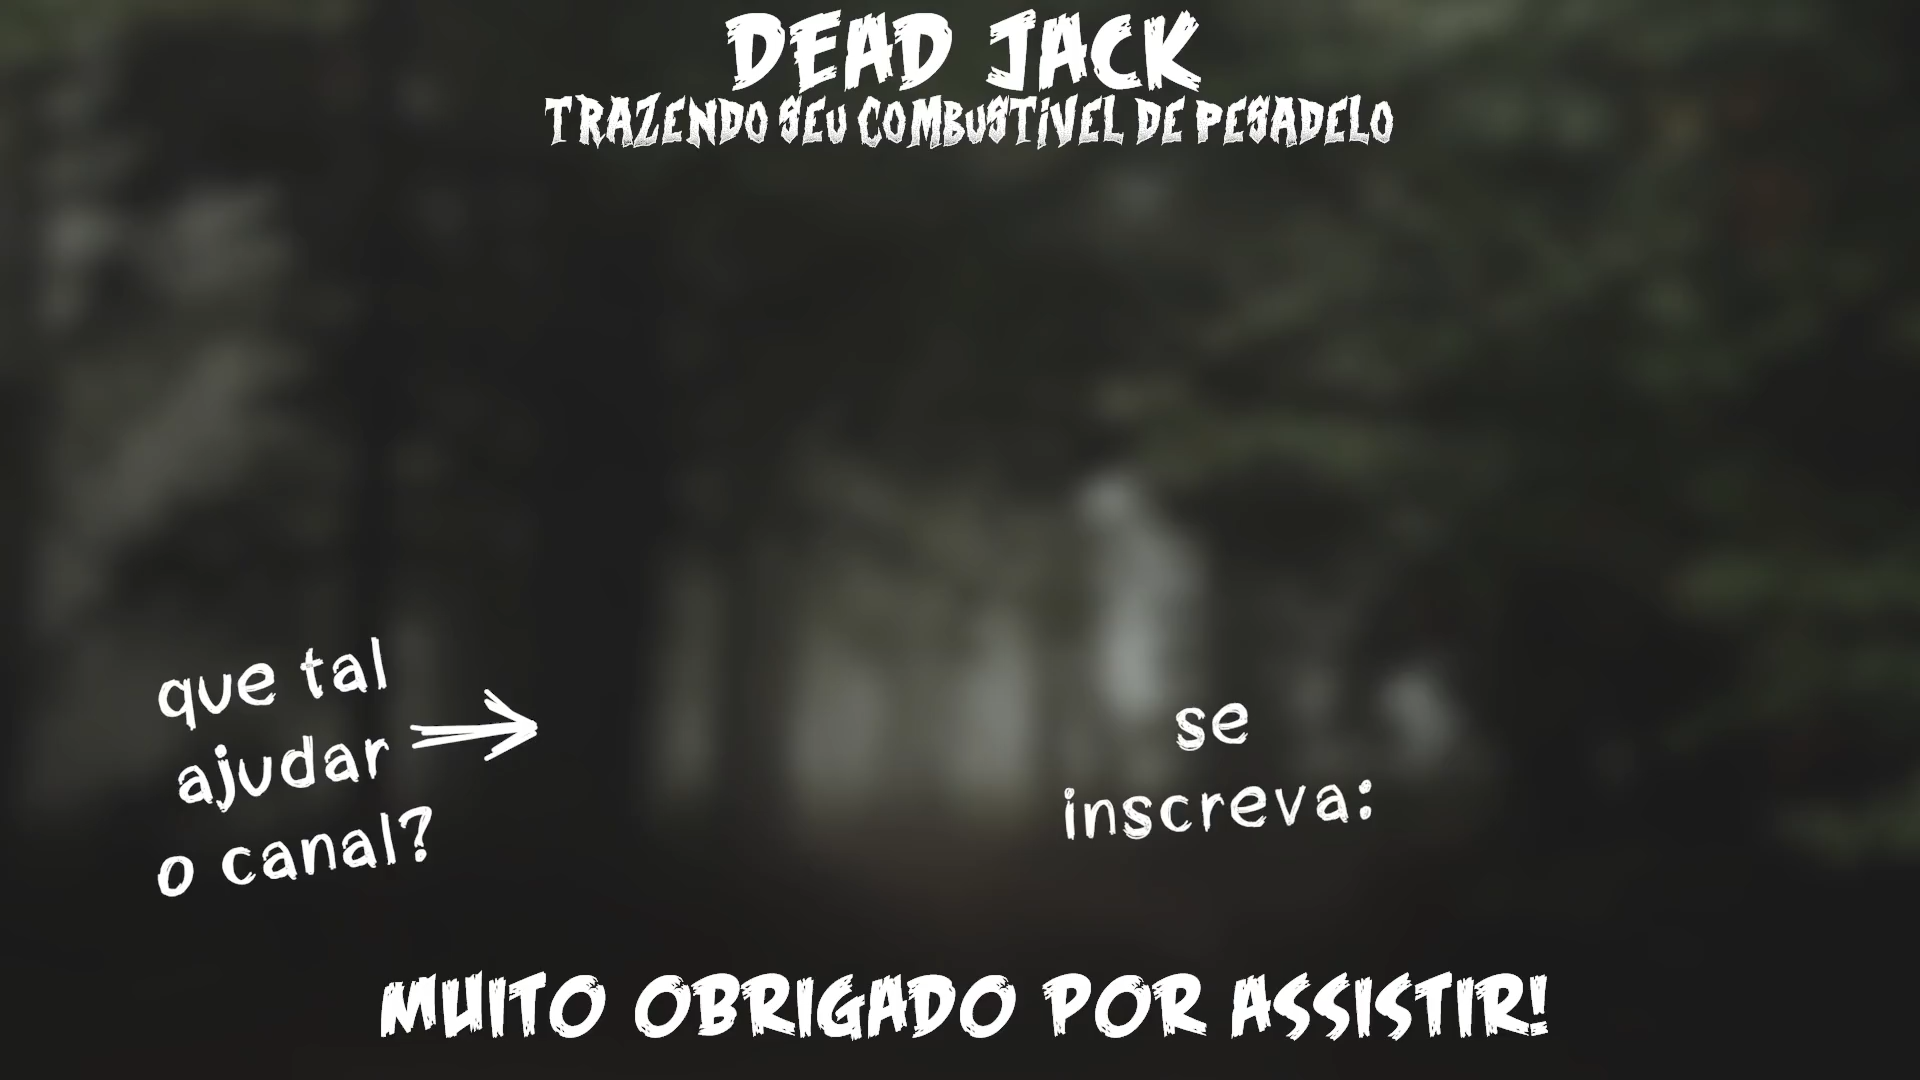 DEAD JACK
TRAZENDO SEU COMBUSTÍVEL DE PESADELO
que tal
ajudar
o canal?
se
inscreva:
MUITO OBRIGADO POR ASSISTIR!